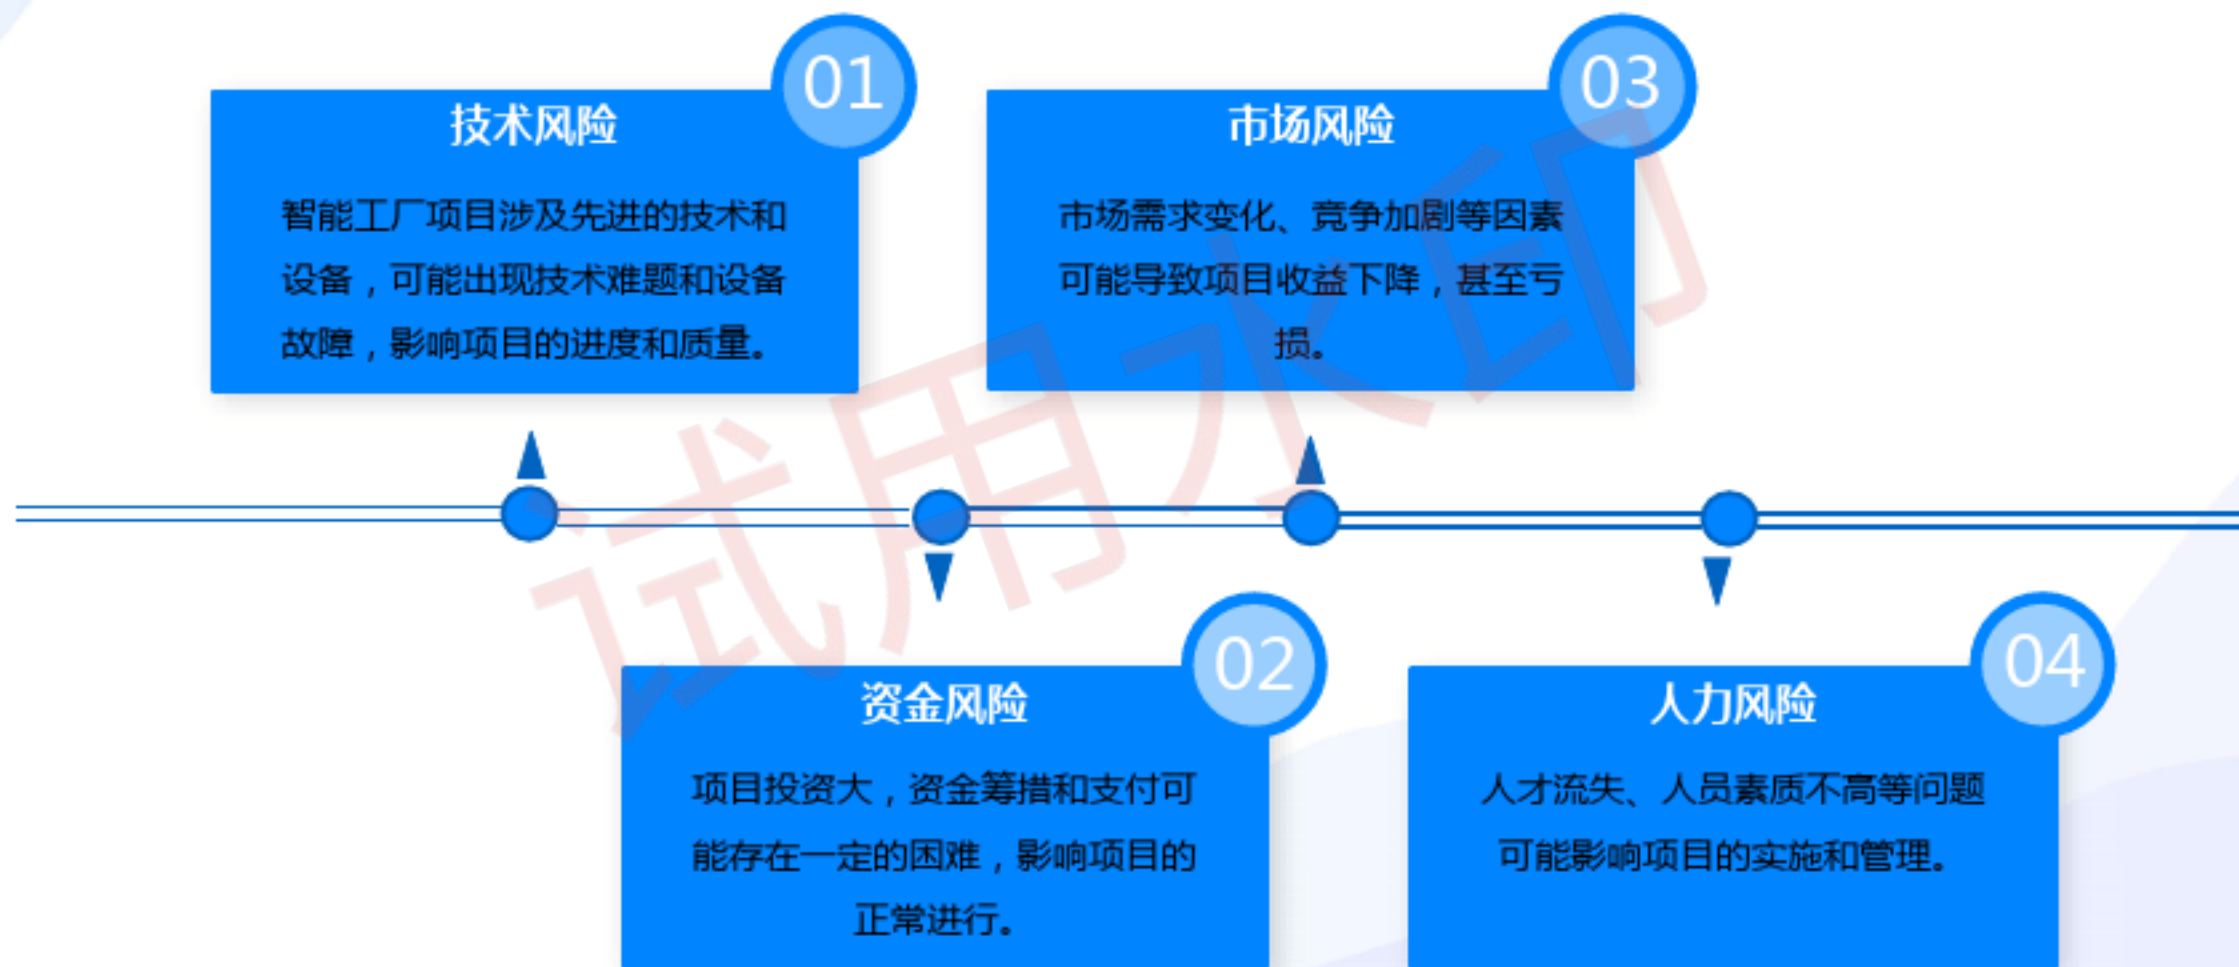 01
技术风险
智能工厂项目涉及先进的技术和
设备，可能出现技术难题和设备
故障，影响项目的进度和质量。
02
资金风险
项目投资大，资金筹措和支付可
能存在一定的困难，影响项目的
正常进行。
03
市场风险
市场需求变化、竞争加剧等因素
可能导致项目收益下降，甚至亏
损。
04
人力风险
人才流失、人员素质不高等问题
可能影响项目的实施和管理。
试用水印